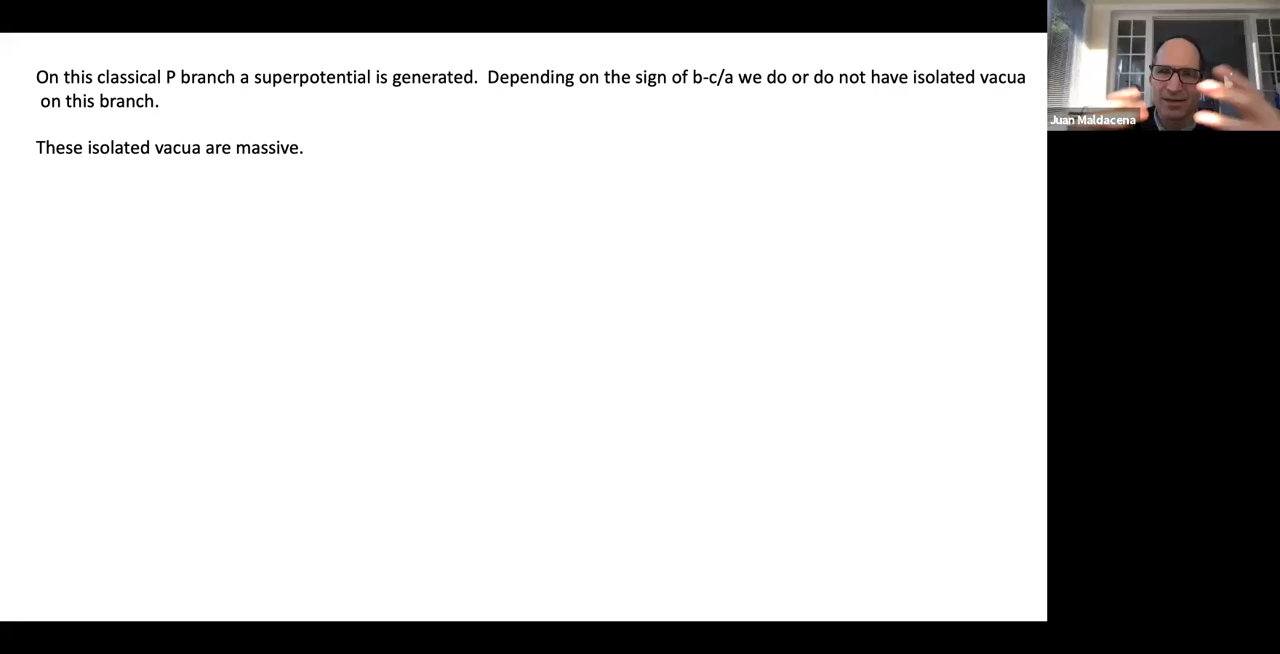 On this classical P branch a superpotential is generated.  Depending on the sign of b-c/a we do or do not have isolated vacua
on this branch.
These isolated vacua are massive.
Juan Maldacena